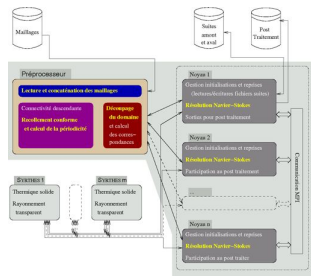 Maillages
Suites
amont
et aval
Post
Traitement
Préprocesseur
Lecture et concaténation des maillages
Connectivité descendante
Recollement conforme
et calcul de la périodicité
Découpage
du domaine
et calcul
des corres-
pondances
Noyau 1
Gestion initialisations et reprises
(lectures/écritures fichiers suites)
Résolution Navier-Stokes
Sorties pour post traitement
Noyau 2
Gestion initialisations et reprises
Résolution Navier-Stokes
Participation au post traitement
...
Noyau n
Gestion initialisations et reprises
Résolution Navier-Stokes
Participation au post traite
Communication MPI
SYRTHES 1
Thermique solide
Rayonnement
transparent
SYRTHES m
Thermique solide
Rayonnement
transparent